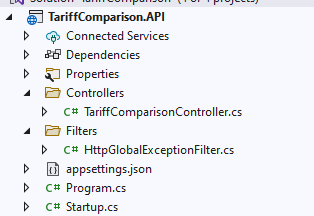 TariffComparison.API
Connected Services
Dependencies
Properties
Controllers
C# TariffComparisonController.cs
Filters
C# HttpGlobalExceptionFilter.cs
appsettings.json
C# Program.cs
C# Startup.cs